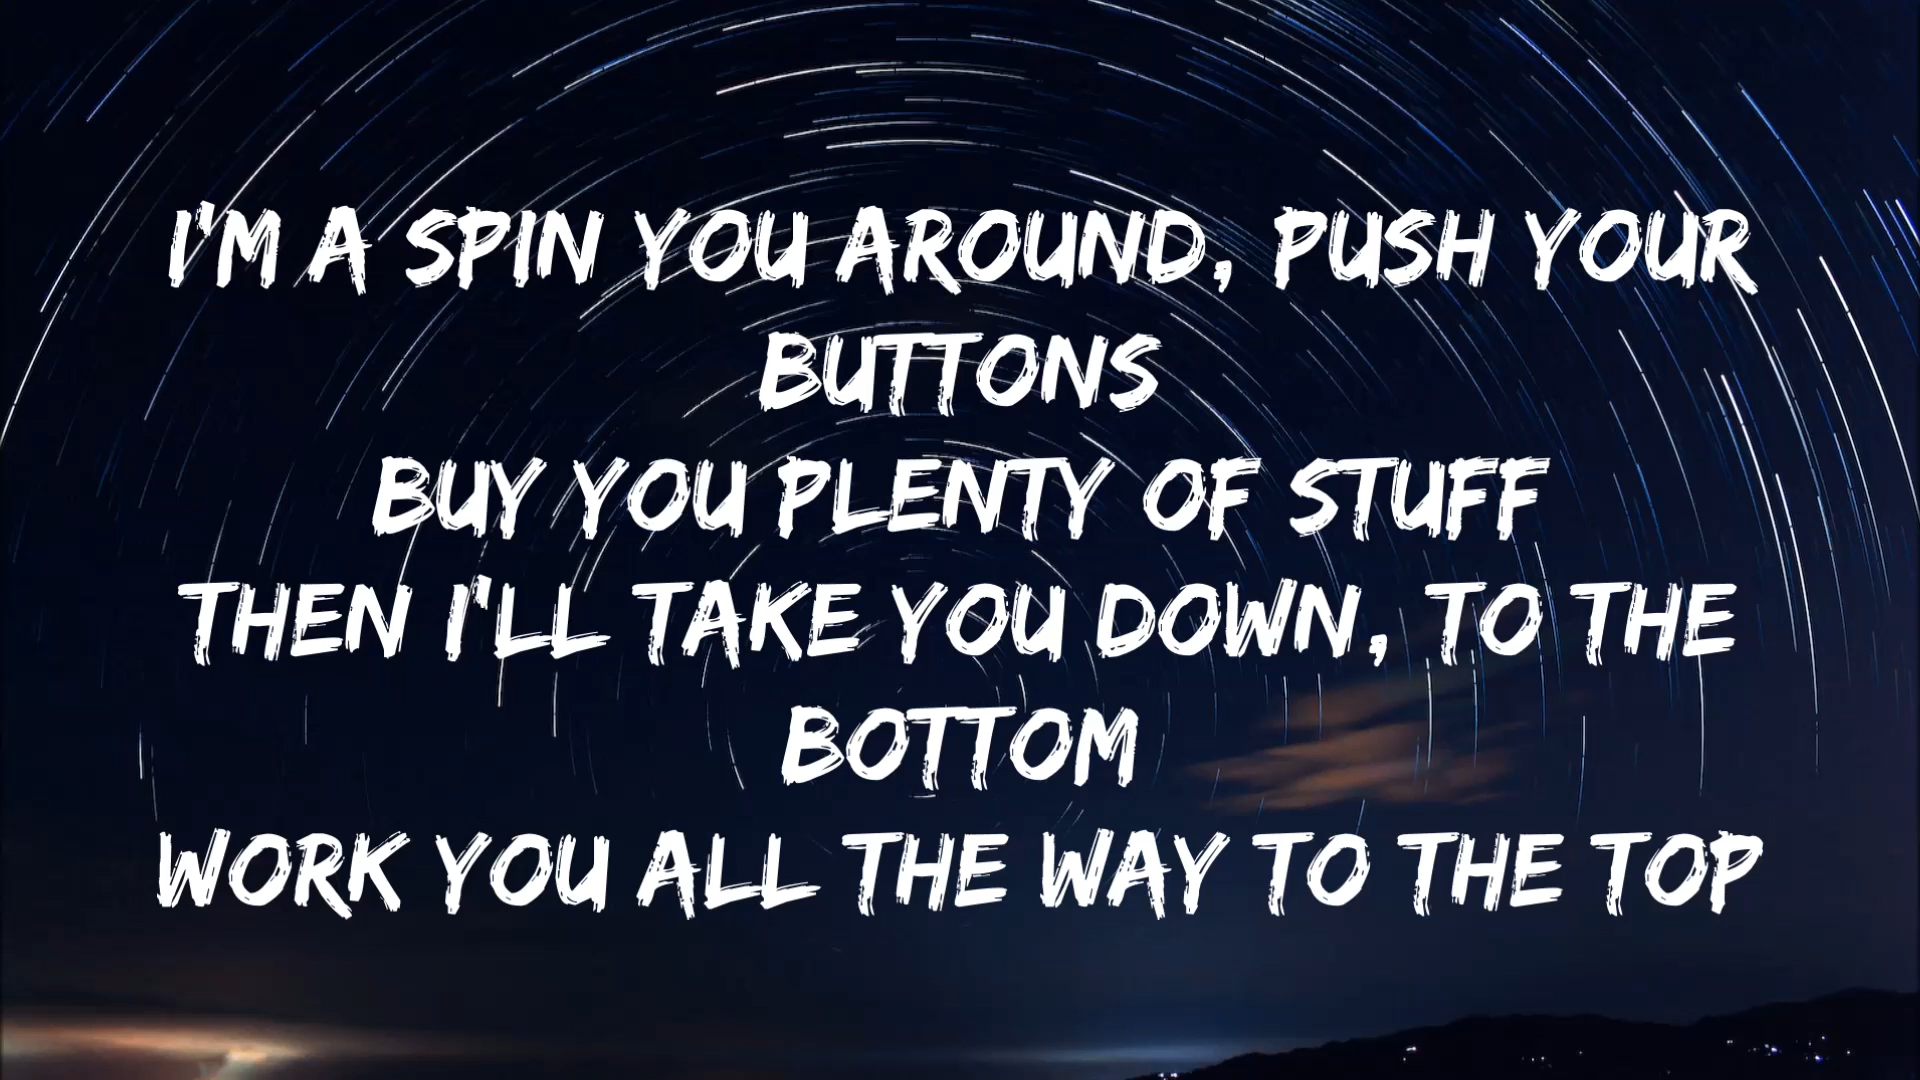 I'M A SPIN YOU AROUND, PUSH YOUR
BUTTONS
BUY YOU PLENTY OF STUFF
THEN I'LL TAKE YOU DOWN, TO THE
BOTTOM
WORK YOU ALL THE WAY TO THE TOP